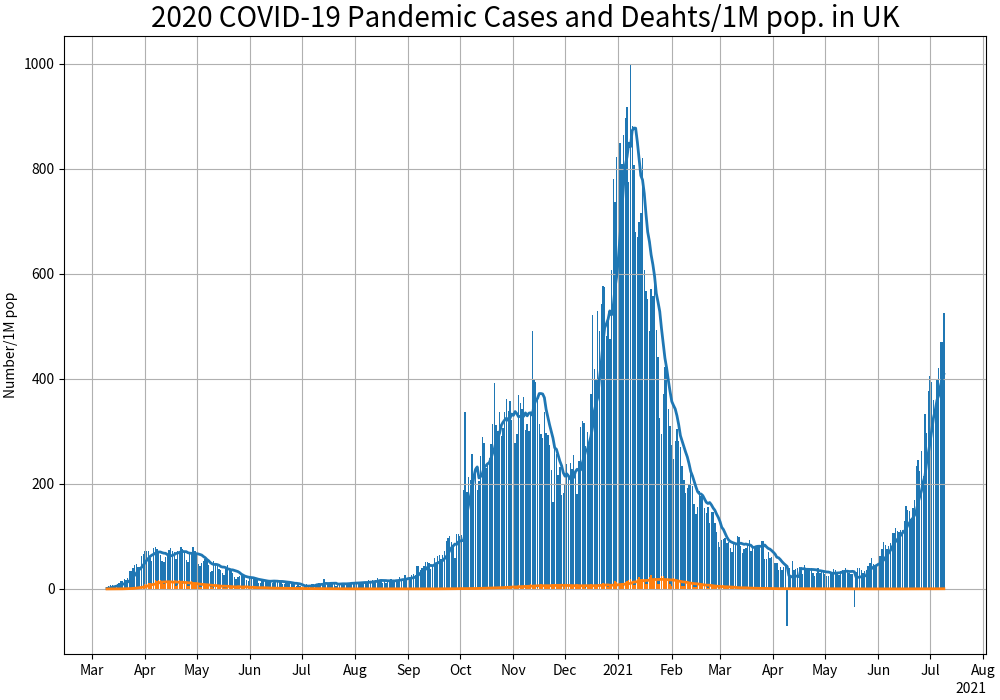 2020 COVID-19 Pandemic Cases and Deahts/1M pop. in UK
Number/1M pop
1000
800
600
400
200
0
Mar Apr May Jun Jul Aug Sep Oct Nov Dec 2021 Feb Mar Apr May Jun Jul Aug
2021